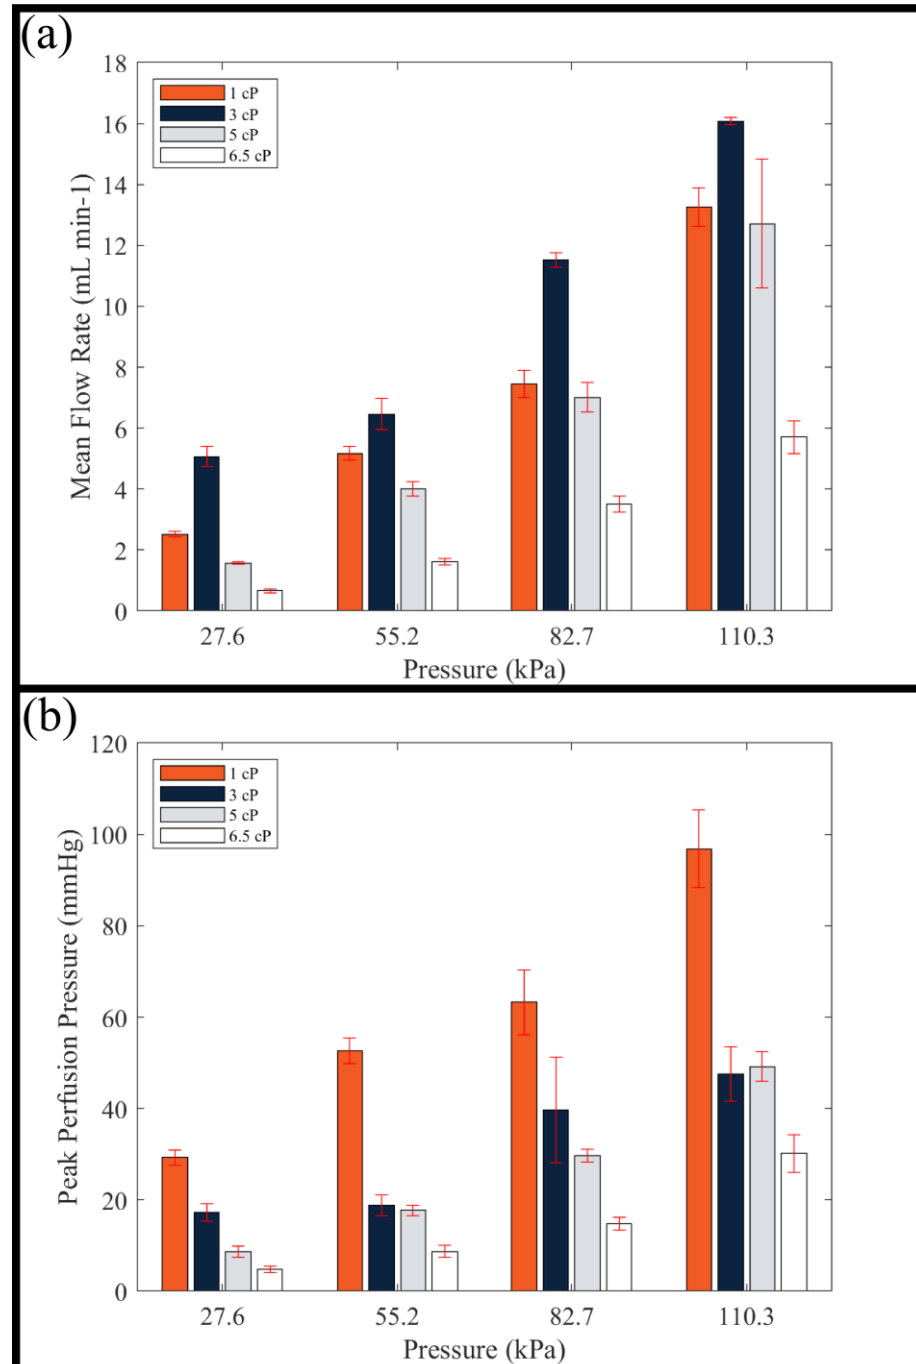 (a)
18
16
14
12
10
8
6
4
2
0
Mean Flow Rate (mL min-1)
1 cP
3 cP
5 cP
6.5 cP
27.6 55.2 82.7 110.3
Pressure (kPa)
(b)
120
100
80
60
40
20
0
Peak Perfusion Pressure (mmHg)
1 cP
3 cP
5 cP
6.5 cP
27.6 55.2 82.7 110.3
Pressure (kPa)